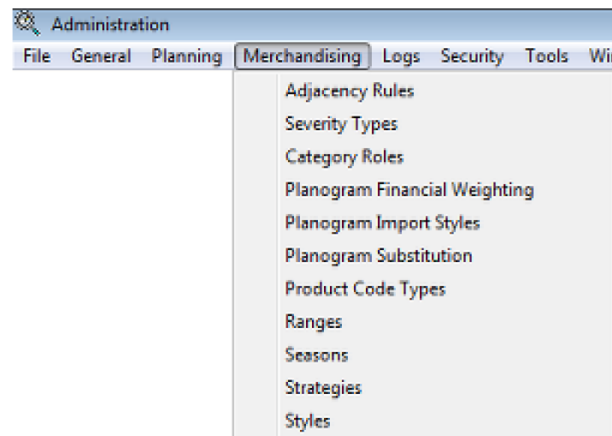 Administration
File General Planning Merchandising Logs Security Tools
Adjacency Rules
Severity Types
Category Roles
Planogram Financial Weighting
Planogram Import Styles
Planogram Substitution
Product Code Types
Ranges
Seasons
Strategies
Styles